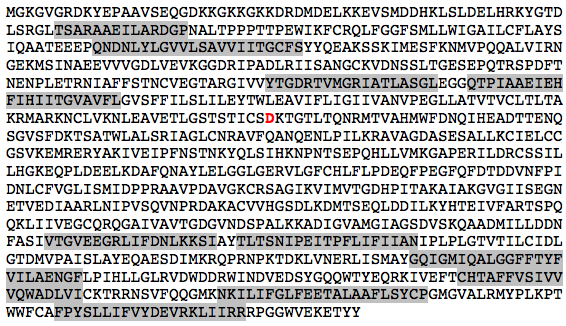 MGKGVGRDKYEPAAVSEQGDKKGKKGKKDRDMDELKKEVSMDDHKLSLDELHRKYGTD
LSRGLTSARAAEILARDGPNALTPPPTTPEWIKFCRQLFGGFSMLLWIGAILCFLAYS
IQAATEEEPQNDNLYLGVVLSAVVIITGCFSYYQEAKSSKIMESFKNMVPQQALVIRN
GEKMSINAEEVVVGDLVEVKGGDRIPADLRIISANGCKVDNSSLTGESEPQTRSPDFT
NENPLETRNIAFFSTNCVEGTARGIVVYTGDRTVMGRIATLASGLEGGQTPIAAEIEH
FIHIITGVAVFLGVSFFILSLILEYTWLEAVIFLIGIIVANVPEGLLATVTVCLTLTA
KRMARKNCLVKNLEAVETLGSTSTICSDKTGTLTQNRMTVAHMWFDNQIHEADTTENQ
SGVSFDKTSATWLALSRIAGLCNRAVFQANQENLPILKRAVAGDASESALLKCIELCC
GSVKEMRERYAKIVEIPFNSTNKYQLSIHKNPNTSEPQHLLVMKGAPERILDRCSSIL
LHGKEQPLDEELKDAFQNAYLELGGLGERVLGFCHLFLPDEQFPEGFQFDTDDVNFPI
DNLCFVGLISMIDPPRAAVPDAVGKCRSAGIKVIMVTGDHPITAKAIAKGVGIISEGN
ETVEDIAARLNIPVSQVNPRDAKACVVHGSDLKDMTSEQLDDILKYHTEIVFARTSPQ
QKLIIVEGCQRQGAIVAVTGDGVNDSPALKKADIGVAMGIAGSDVSKQAADMILLDDN
FASIVTGVEEGRLIFDNLKKSIAYTLTSNIPEITPFLIFIIANIPLPLGTVTILCIDL
GTDMVPAISLAYEQAESDIMKRQPRNPKTDKLVNERLISMAYGQIGMIQALGGFFTYF
VILAENGFLPIHLLGLRVDWDDRWINDVEDSYGQQWTYEQRKIVEFTCHTAFFVSIVV
VQWADLVICKTRRNSVFQQGMKNKILIFGLFEETALAAFLSYCPGMGVALRMYPLKPT
WWFCAFPYSLLIFVYDEVRKLIIRRRPGGWVEKETYY